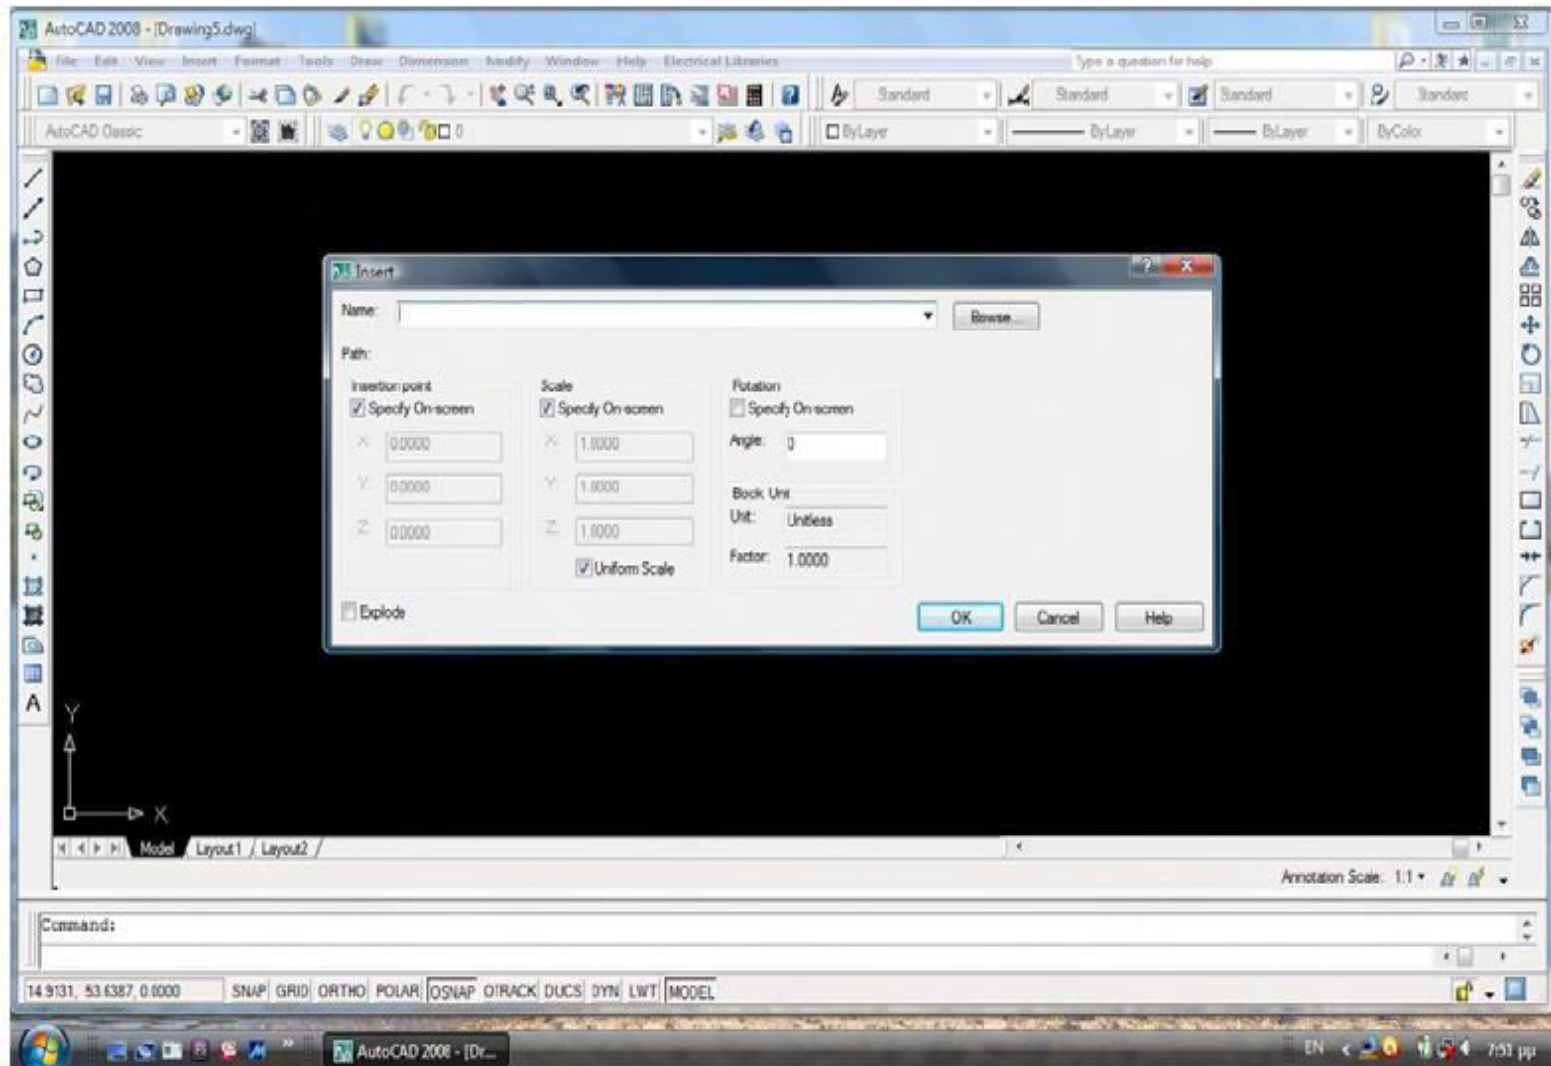 AutoCAD 2008 - [Drawing5.dwg]
File Edit View Insert Format Tools Draw Dimension Modify Window Help Electrical Libraries Type a question for help
Standard Standard Standard Standard
AutoCAD Classic 0 ByLayer ByLayer ByLayer ByColor
Insert
Name: Browse...
Path:
Insertion point Scale Rotation
Specify On-screen Specify On-screen Specify On-screen
X: 0.0000 X: 1.0000 Angle: 0
Y: 0.0000 Y: 1.0000 Block Unit
Unit: Unitless
Z: 0.0000 Z: 1.0000
Factor: 1.0000
Uniform Scale
Explode OK Cancel Help
A
Y
X
Model Layout1 Layout2
Annotation Scale: 1:1
Command:
14.9131, 53.6387, 0.0000 SNAP GRID ORTHO POLAR OSNAP OTRACK DUCS DYN LWT MODEL
AutoCAD 2008 - [Dr... EN 7:53 μμ